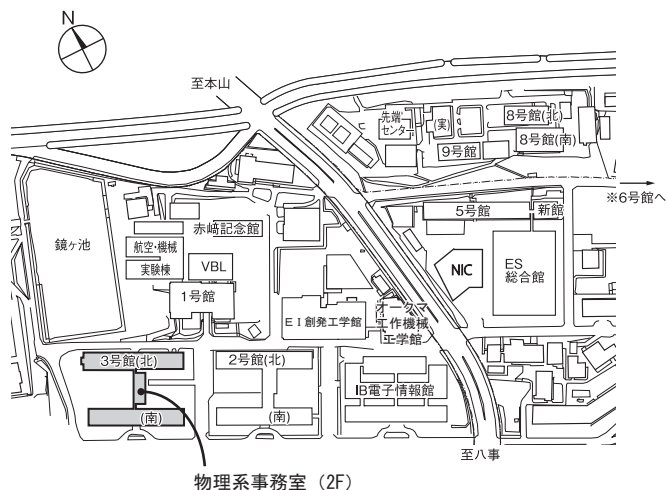 N
至本山
先端
センター
(実)
8号館(北)
8号館(南)
9号館
※6号館へ
5号館
新館
鏡ヶ池
赤﨑記念館
航空・機械
実験棟
VBL
NIC
ES
総合館
1号館
EI創発工学館
オークマ
工作機械
工学館
3号館(北)
2号館(北)
IB電子情報館
(南)
(南)
至八事
物理系事務室（2F）